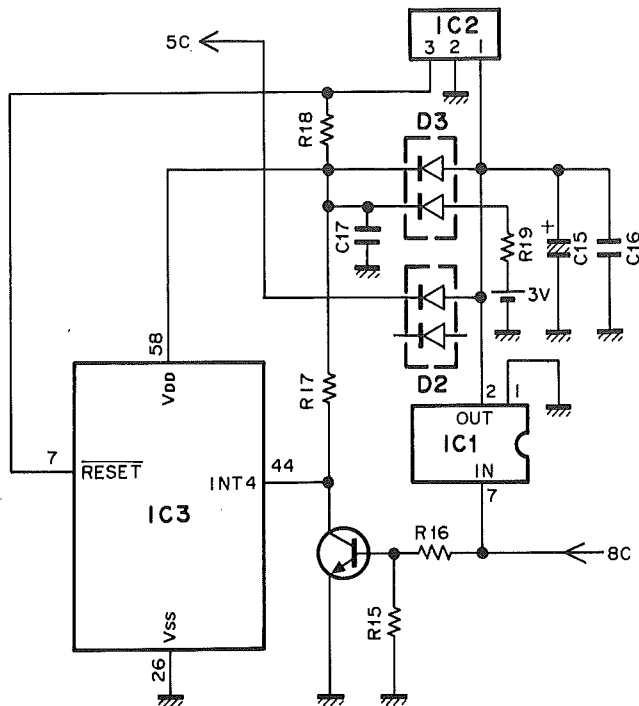 5C
IC2
3 2 1
R18
D3
C17
R19
+
C15
C16
3V
58
VDD
R17
D2
2 1
OUT
IC1
IN
7
7
RESET
44
INT4
IC3
R16
8C
R15
VSS
26